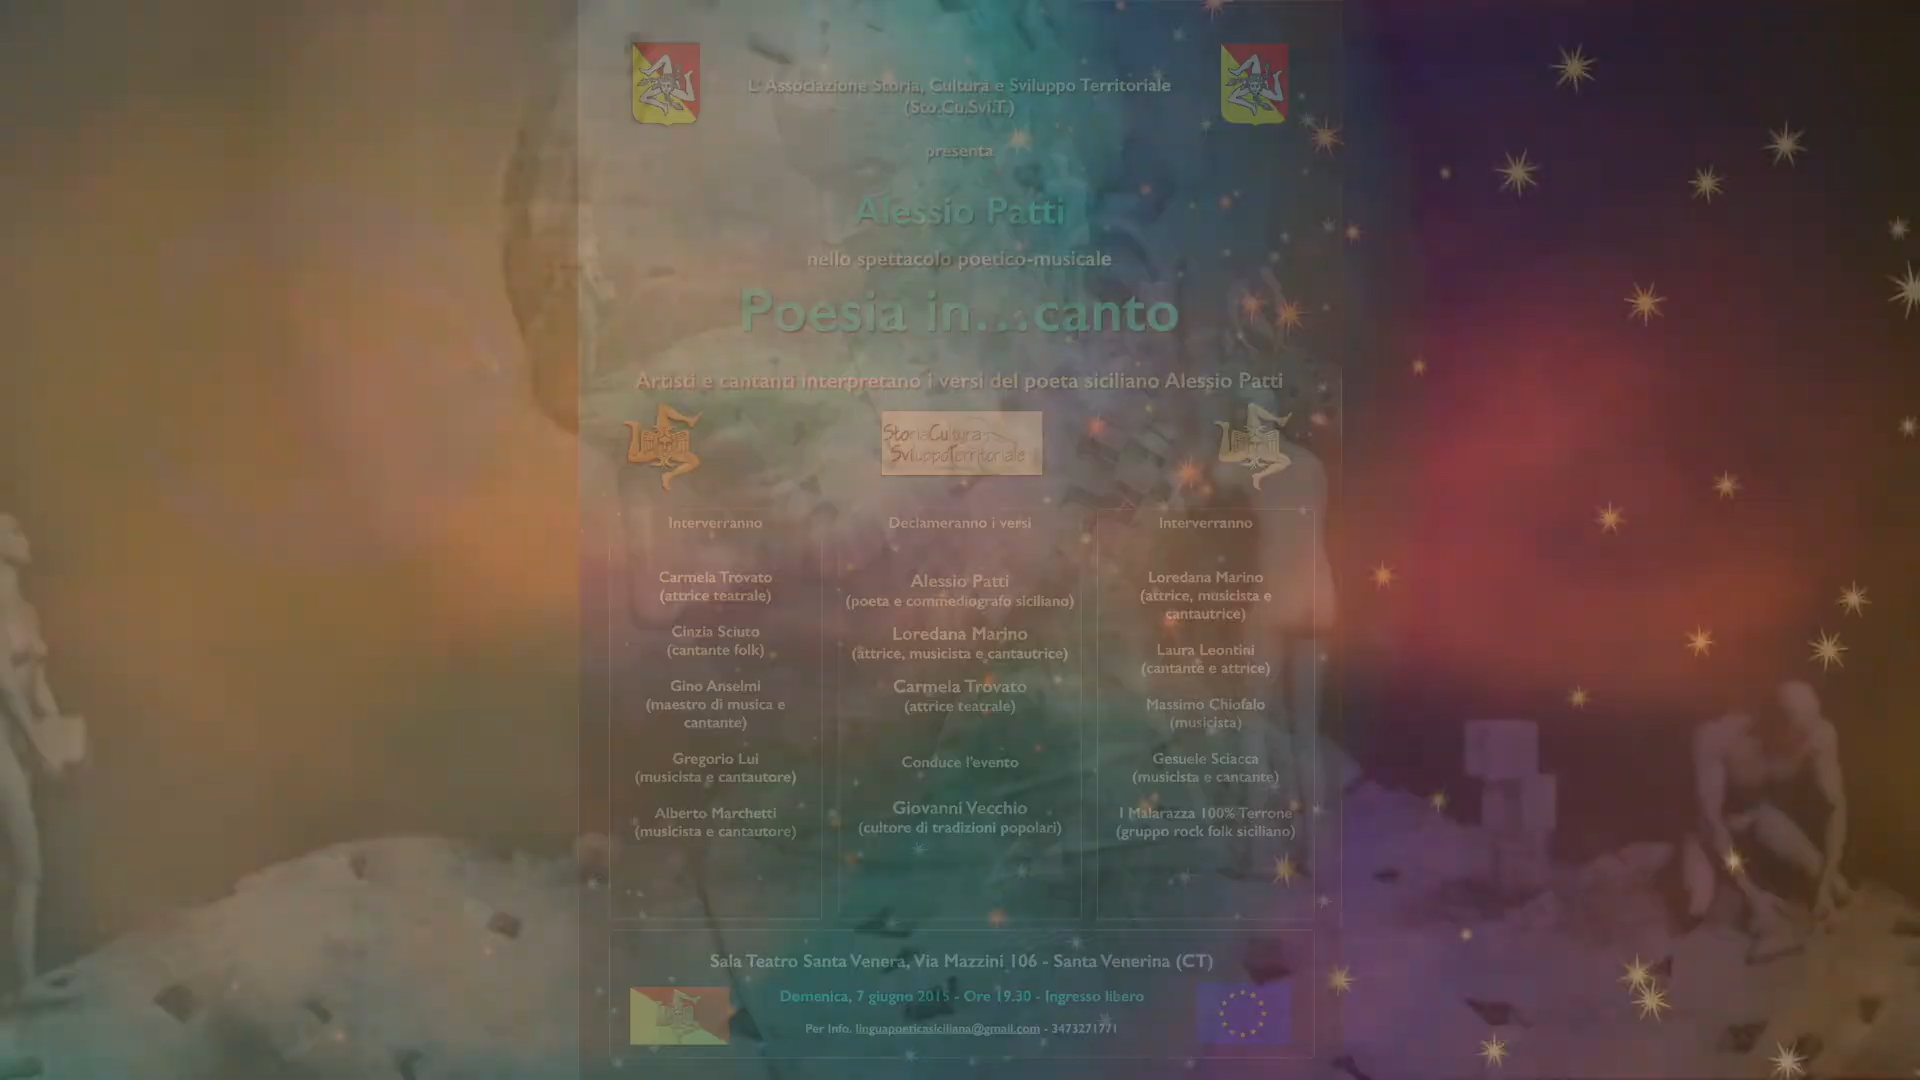 L'Associazione Storia, Cultura e Sviluppo Territoriale
(Sto.Cu.Svi.T.)
presenta
Alessio Patti
nello spettacolo poetico-musicale
Poesia in...canto
Artisti e cantanti interpretano i versi del poeta siciliano Alessio Patti
StoriaCultura
SviluppoTerritoriale
Interverranno
Carmela Trovato
(attrice teatrale)
Cinzia Sciuto
(cantante folk)
Gino Anselmi
(maestro di musica e
cantante)
Gregorio Lui
(musicista e cantautore)
Alberto Marchetti
(musicista e cantautore)
Declameranno i versi
Alessio Patti
(poeta e commediografo siciliano)
Loredana Marino
(attrice, musicista e cantautrice)
Carmela Trovato
(attrice teatrale)
Conduce l'evento
Giovanni Vecchio
(cultore di tradizioni popolari)
Interverranno
Loredana Marino
(attrice, musicista e
cantautrice)
Laura Leontini
(cantante e attrice)
Massimo Chiofalo
(musicista)
Gesuele Sciacca
(musicista e cantante)
I Malarazza 100% Terrone
(gruppo rock folk siciliano)
Sala Teatro Santa Venera, Via Mazzini 106 - Santa Venerina (CT)
Domenica, 7 giugno 2015 - Ore 19.30 - Ingresso libero
Per Info. linguapoeticasiciliana@gmail.com - 3473271771